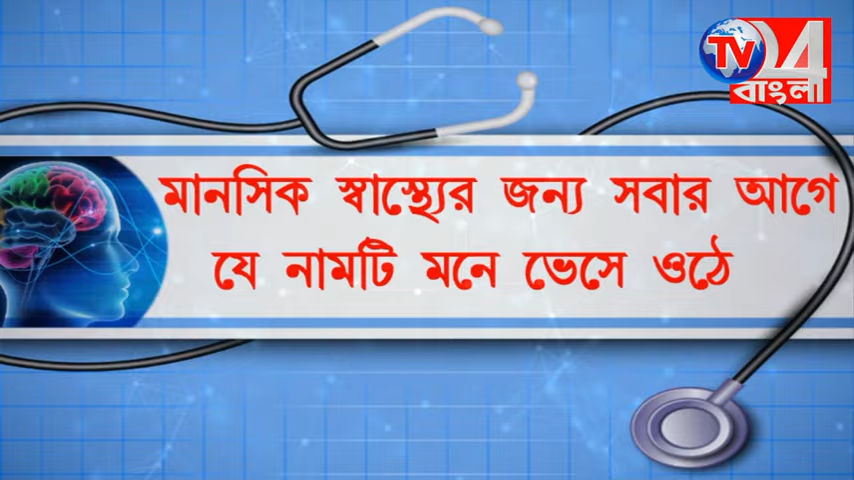 TV 24
বাংলা
মানসিক স্বাস্থ্যের জন্য সবার আগে
যে নামটি মনে ভেসে ওঠে